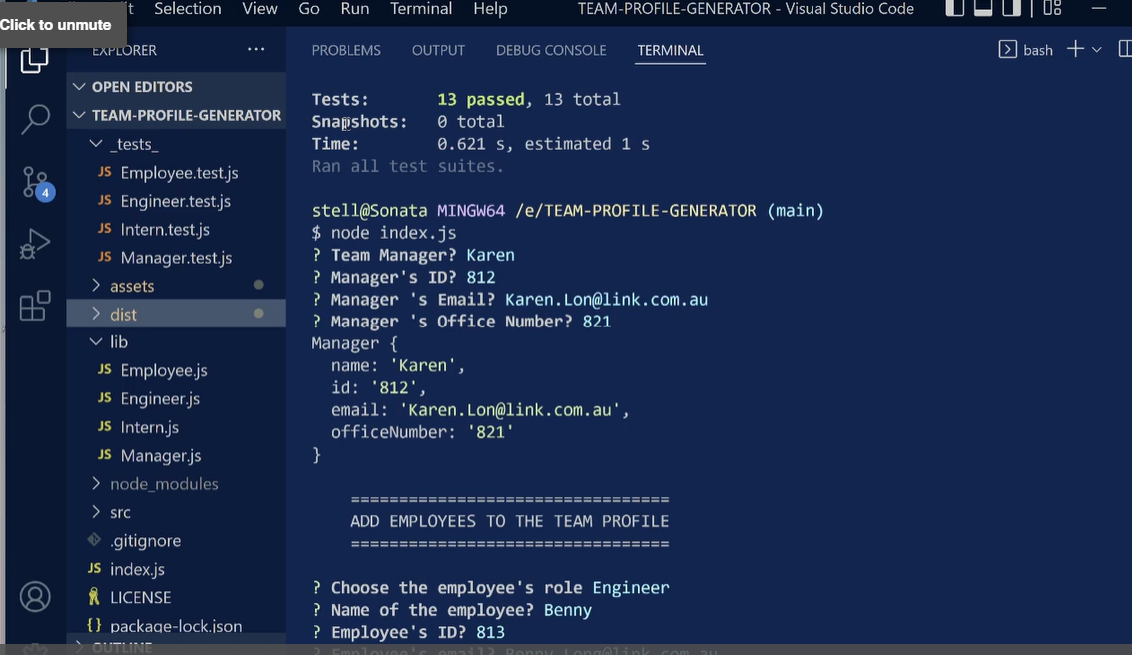 Click to unmute
Selection View Go Run Terminal Help TEAM-PROFILE-GENERATOR - Visual Studio Code
EXPLORER ...
PROBLEMS OUTPUT DEBUG CONSOLE TERMINAL bash
OPEN EDITORS
TEAM-PROFILE-GENERATOR
_tests_
JS Employee.test.js
JS Engineer.test.js
JS Intern.test.js
JS Manager.test.js
assets
dist
lib
JS Employee.js
JS Engineer.js
JS Intern.js
JS Manager.js
node_modules
src
.gitignore
JS index.js
LICENSE
{} package-lock.json
OUTLINE
4
Tests: 13 passed, 13 total
Snapshots: 0 total
Time: 0.621 s, estimated 1 s
Ran all test suites.
stell@Sonata MINGW64 /e/TEAM-PROFILE-GENERATOR (main)
$ node index.js
? Team Manager? Karen
? Manager's ID? 812
? Manager 's Email? Karen.Lon@link.com.au
? Manager 's Office Number? 821
Manager {
name: 'Karen',
id: '812',
email: 'Karen.Lon@link.com.au',
officeNumber: '821'
}
=================================
ADD EMPLOYEES TO THE TEAM PROFILE
=================================
? Choose the employee's role Engineer
? Name of the employee? Benny
? Employee's ID? 813
? Employee's email? Benny.Long@link.com.au